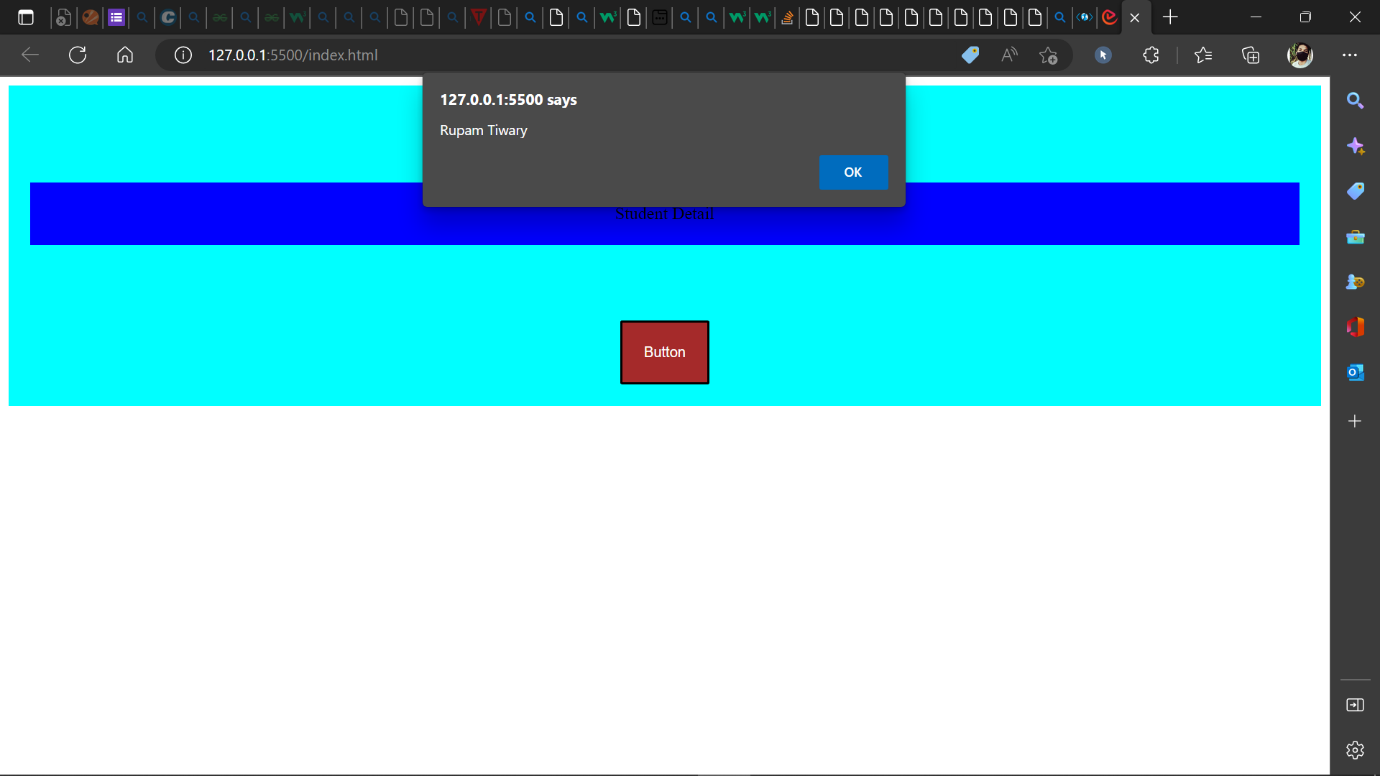 127.0.0.1:5500/index.html
127.0.0.1:5500 says
Rupam Tiwary
OK
Student Detail
Button